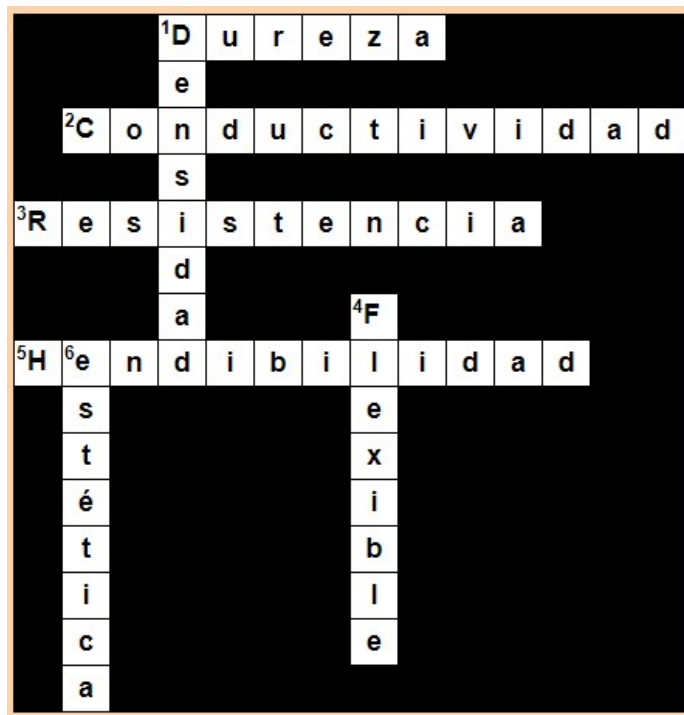 1Dureza
e
2Conductividad
s
3Resistencia
d
a 4F
5H6endibilidad
s e
t x
é i
t b
i l
c e
a